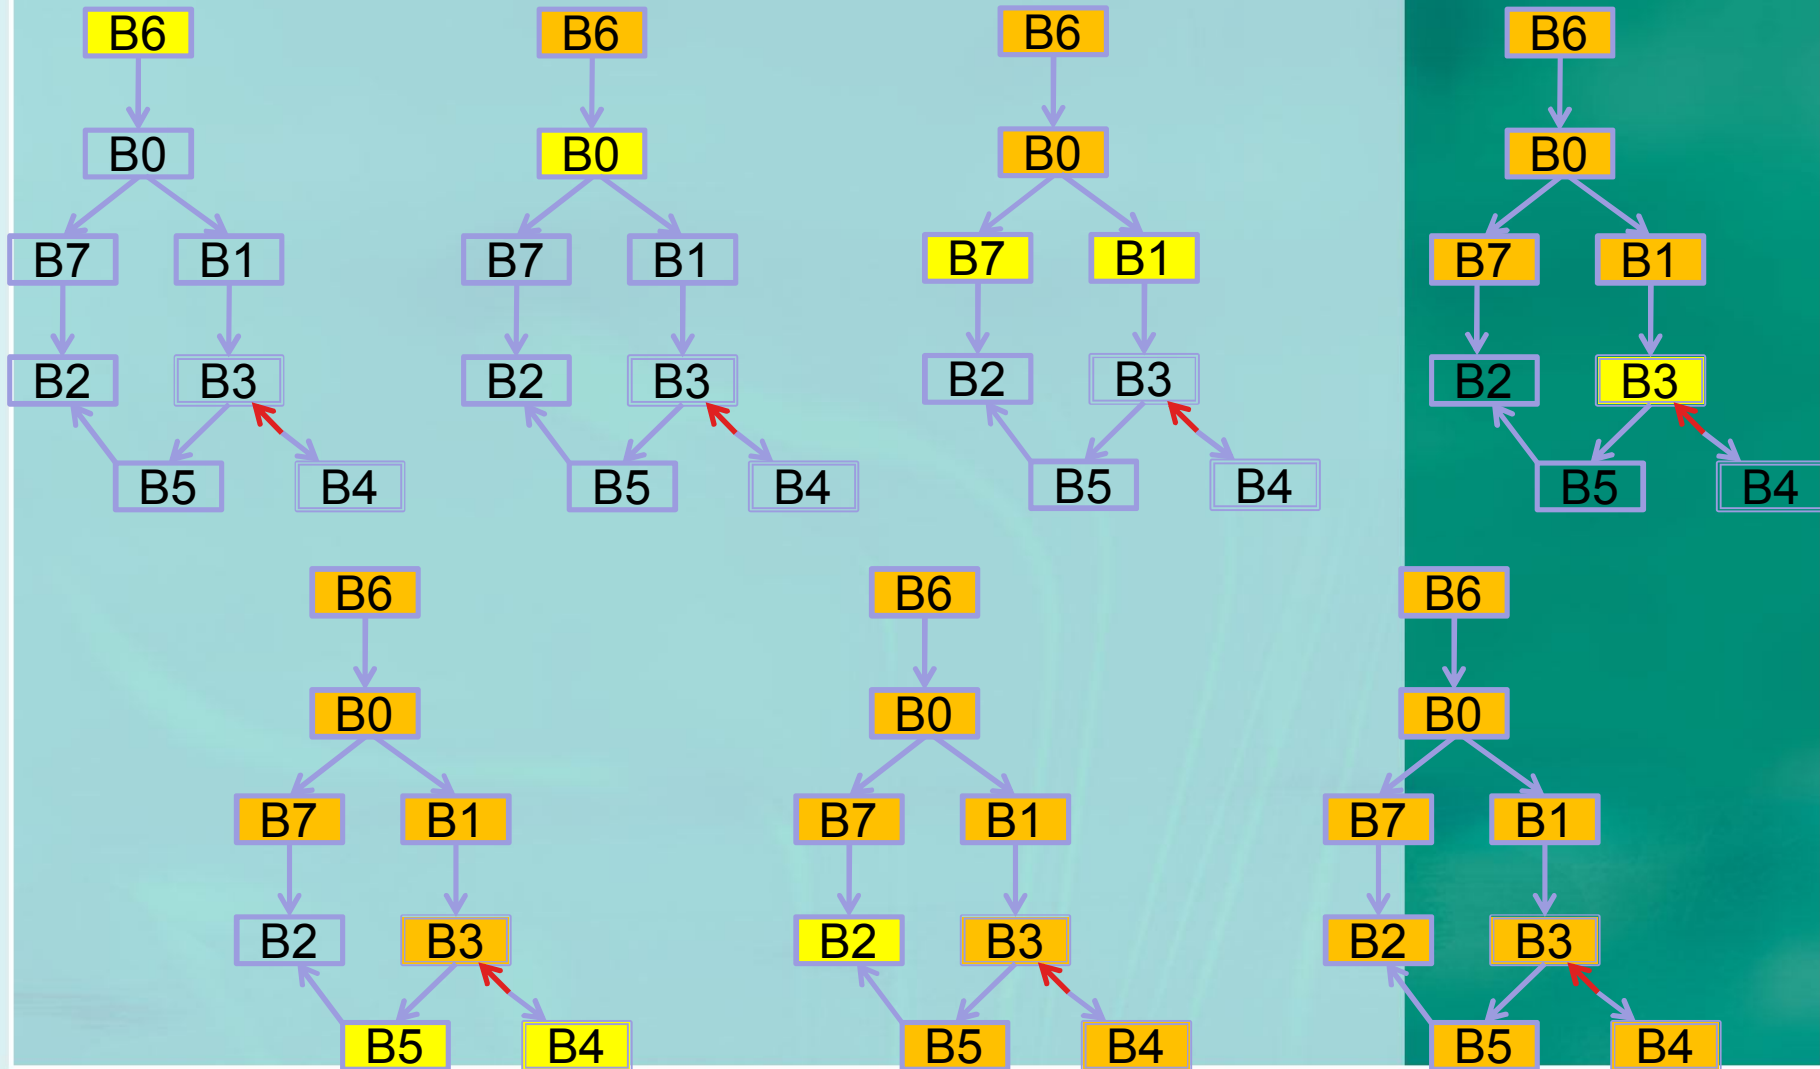 B6 B6 B6 B6
B0 B0 B0 B0
B7 B1 B7 B1 B7 B1 B7 B1
B2 B3 B2 B3 B2 B3 B2 B3
B5 B4 B5 B4 B5 B4 B5 B4
B6 B6 B6
B0 B0 B0
B7 B1 B7 B1 B7 B1
B2 B3 B2 B3 B2 B3
B5 B4 B5 B4 B5 B4